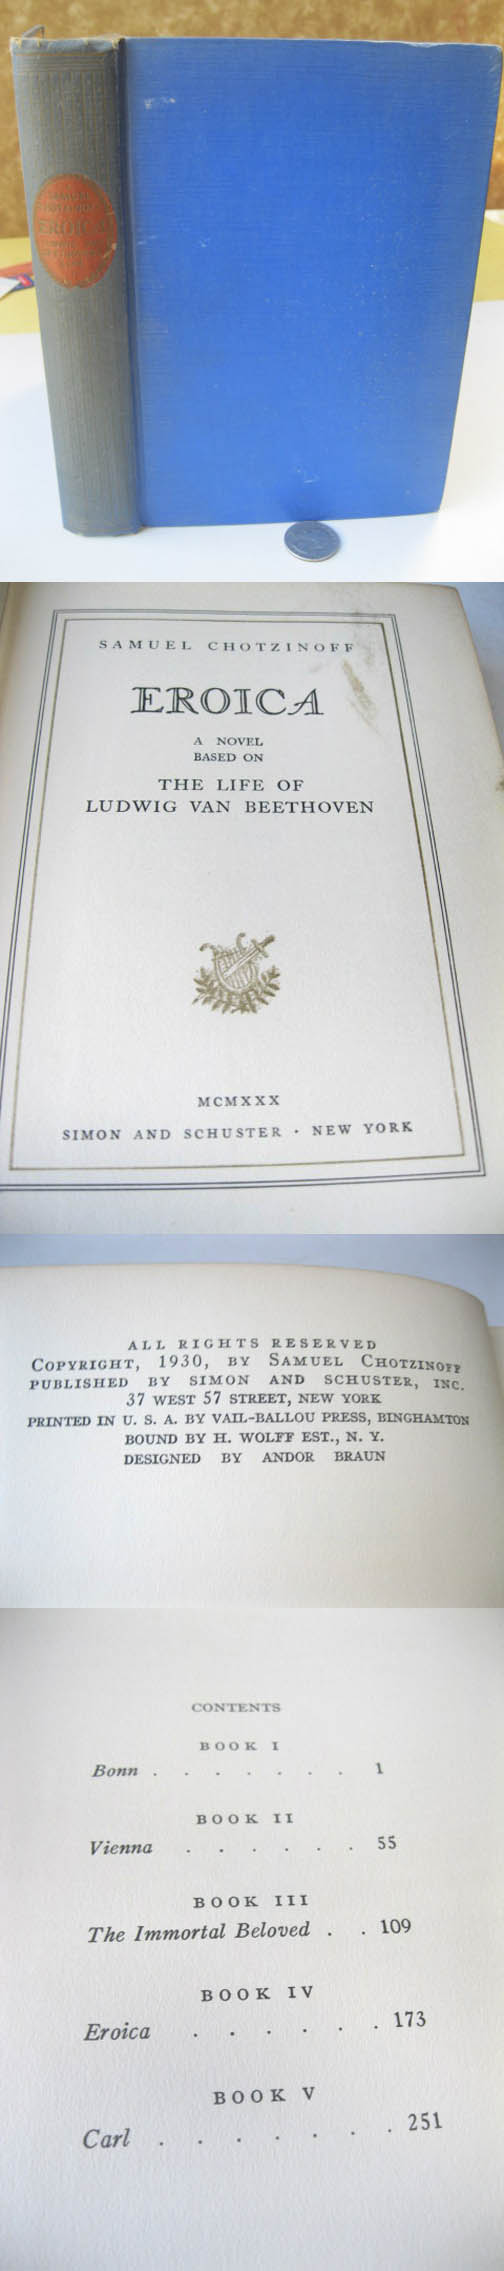 EROICA
SAMUEL CHOTZINOFF
EROICA
A NOVEL
BASED ON
THE LIFE OF
LUDWIG VAN BEETHOVEN
MCMXXX
SIMON AND SCHUSTER · NEW YORK
ALL RIGHTS RESERVED
COPYRIGHT, 1930, BY SAMUEL CHOTZINOFF
PUBLISHED BY SIMON AND SCHUSTER, INC.
37 WEST 57 STREET, NEW YORK
PRINTED IN U. S. A. BY VAIL-BALLOU PRESS, BINGHAMTON
BOUND BY H. WOLFF EST., N. Y.
DESIGNED BY ANDOR BRAUN
CONTENTS
BOOK I
Bonn . . . . . . . 1
BOOK II
Vienna . . . . . . 55
BOOK III
The Immortal Beloved . . 109
BOOK IV
Eroica . . . . . . 173
BOOK V
Carl . . . . . . . 251